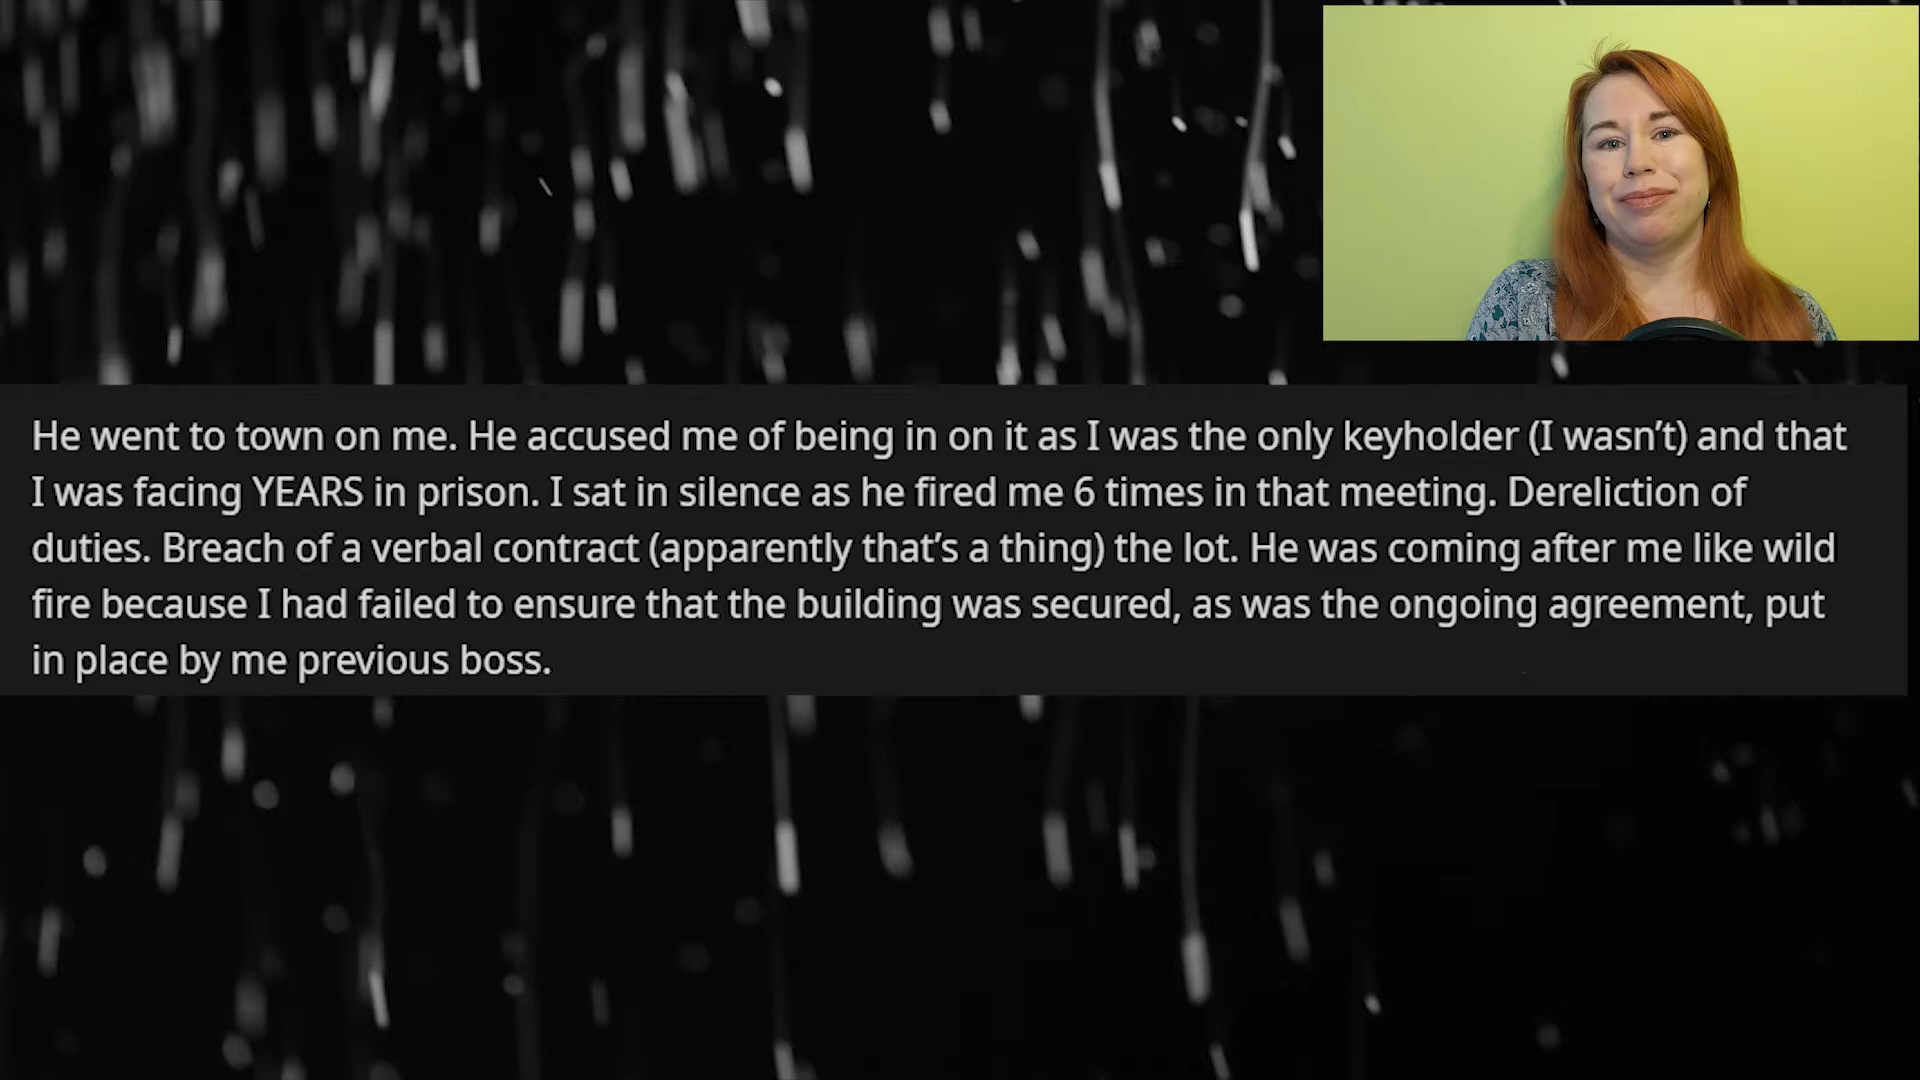 He went to town on me. He accused me of being in on it as I was the only keyholder (I wasn’t) and that
I was facing YEARS in prison. I sat in silence as he fired me 6 times in that meeting. Dereliction of
duties. Breach of a verbal contract (apparently that’s a thing) the lot. He was coming after me like wild
fire because I had failed to ensure that the building was secured, as was the ongoing agreement, put
in place by me previous boss.